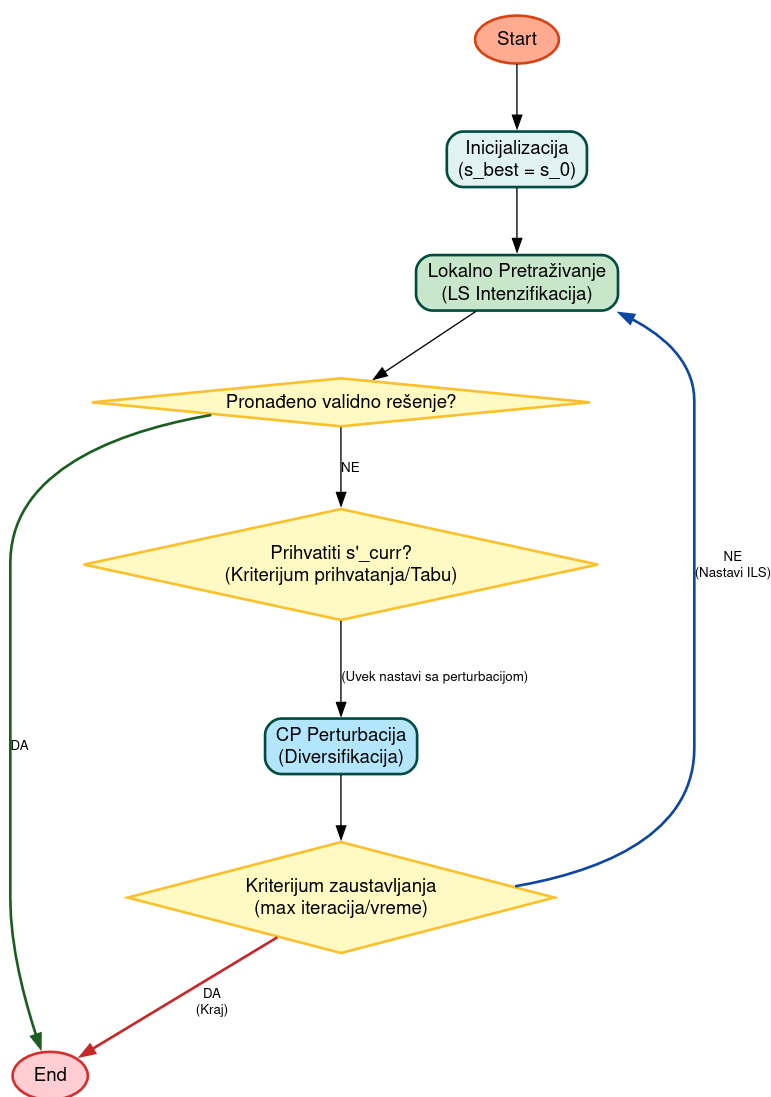 Start
Inicijalizacija
(s_best = s_0)
Lokalno Pretraživanje
(LS Intenzifikacija)
Pronađeno validno rešenje?
NE
Prihvatiti s'_curr?
(Kriterijum prihvatanja/Tabu)
NE
(Nastavi ILS)
(Uvek nastavi sa perturbacijom)
CP Perturbacija
(Diversifikacija)
DA
Kriterijum zaustavljanja
(max iteracija/vreme)
DA
(Kraj)
End